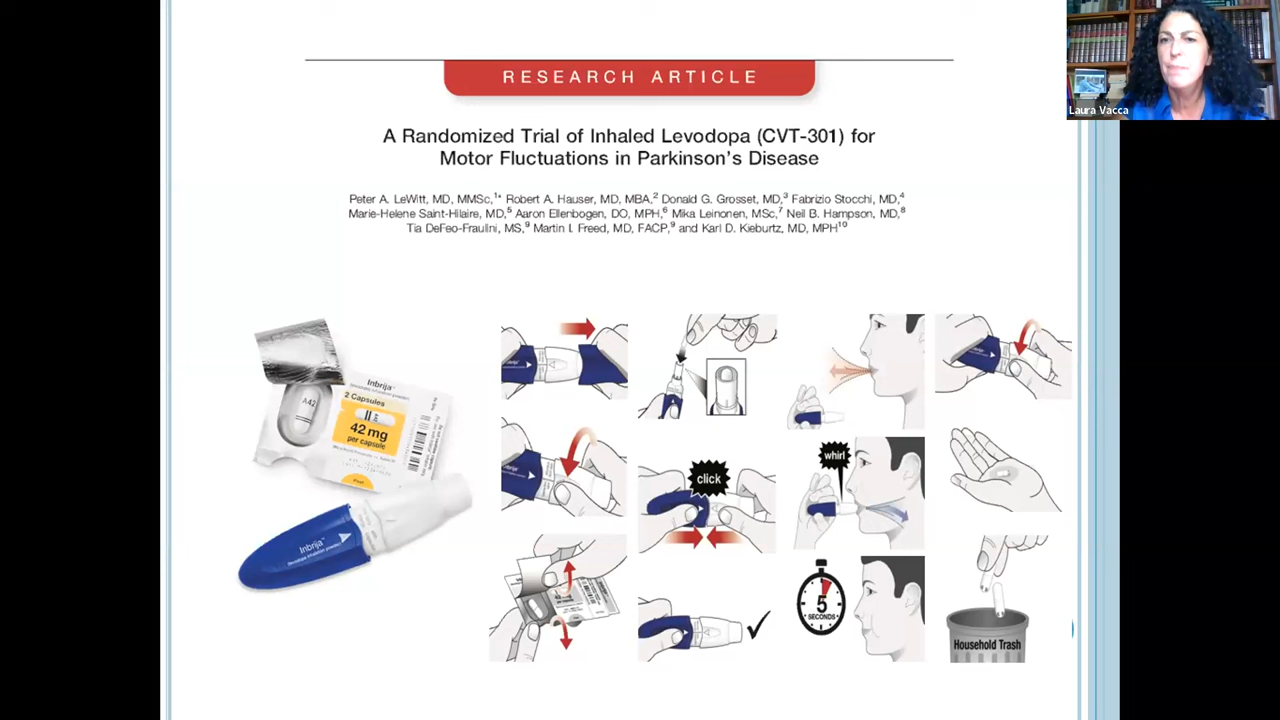 RESEARCH ARTICLE
A Randomized Trial of Inhaled Levodopa (CVT-301) for
Motor Fluctuations in Parkinson's Disease
Peter A. LeWitt, MD, MMSc,1* Robert A. Hauser, MD, MBA,2 Donald G. Grosset, MD,3 Fabrizio Stocchi, MD,4
Marie-Helene Saint-Hilaire, MD,5 Aaron Ellenbogen, DO, MPH,6 Mika Leinonen, MSc,7 Neil B. Hampson, MD,8
Tia DeFeo-Fraulini, MS,9 Martin I. Freed, MD, FACP,9 and Karl D. Kieburtz, MD, MPH10
Laura Vacca
A42
Inbrija™
2 Capsules
42 mg
per capsule
Inbrija™
click
whirl
5
SECONDS
Household Trash